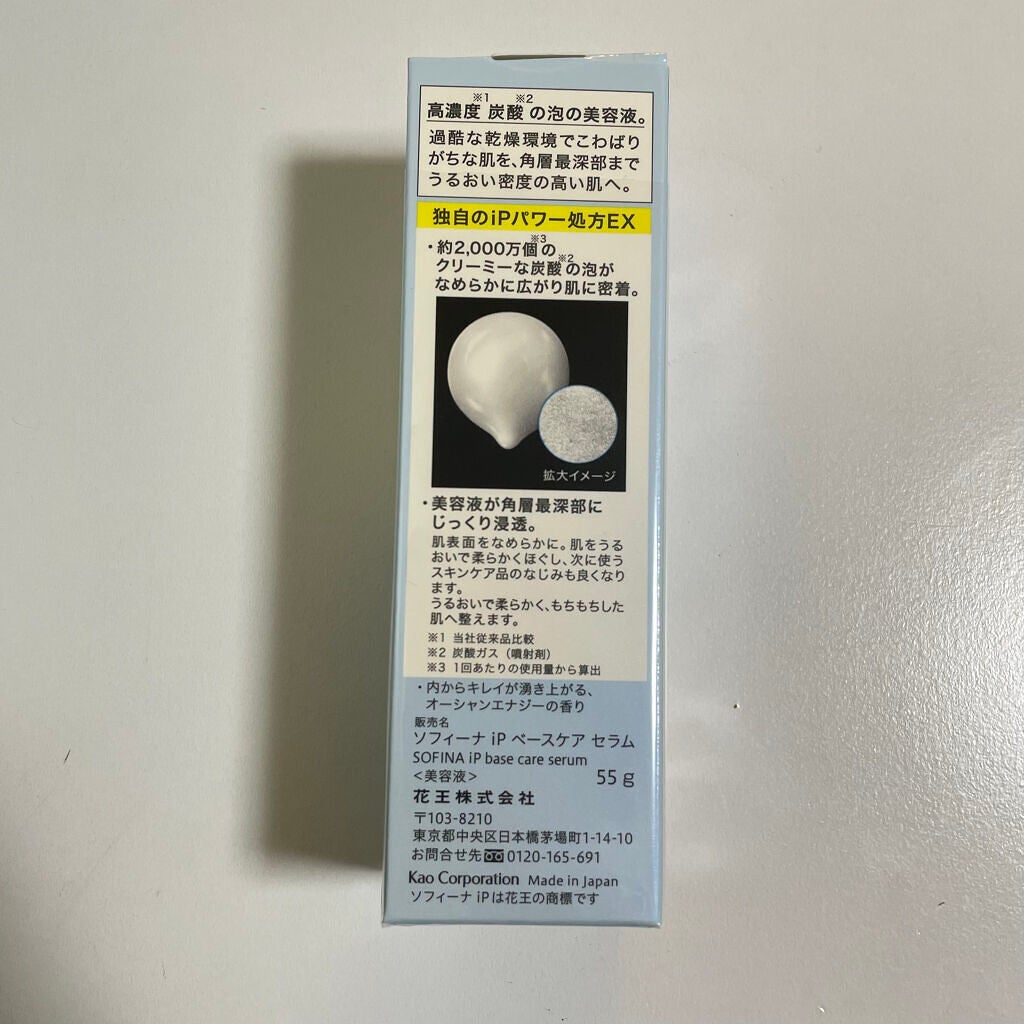 高濃度※1炭酸※2の泡の美容液。
過酷な乾燥環境でこわばり
がちな肌を、角層最深部まで
うるおい密度の高い肌へ。
独自のiPパワー処方EX
・約2,000万個※3の
クリーミーな炭酸※2の泡が
なめらかに広がり肌に密着。
拡大イメージ
・美容液が角層最深部に
じっくり浸透。
肌表面をなめらかに。肌をうる
おいで柔らかくほぐし、次に使う
スキンケア品のなじみも良くなり
ます。
うるおいで柔らかく、もちもちした
肌へ整えます。
※1 当社従来品比較
※2 炭酸ガス（噴射剤）
※3 1回あたりの使用量から算出
・内からキレイが湧き上がる、
オーシャンエナジーの香り
販売名
ソフィーナ iP ベースケア セラム
SOFINA iP base care serum
＜美容液＞ 55 g
花王株式会社
〒103-8210
東京都中央区日本橋茅場町1-14-10
お問合せ先 0120-165-691
Kao Corporation Made in Japan
ソフィーナ iPは花王の商標です